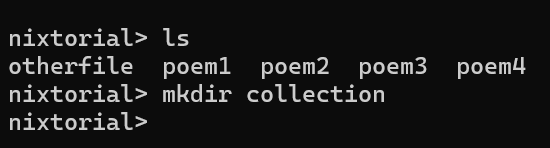 nixtorial> ls
otherfile  poem1  poem2  poem3  poem4
nixtorial> mkdir collection
nixtorial>